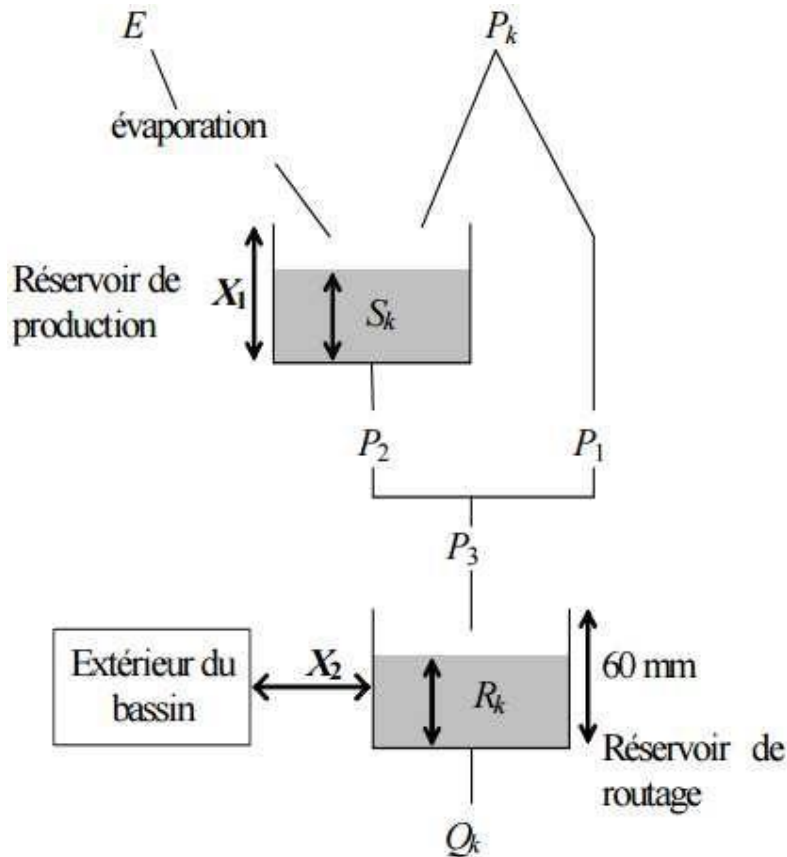 E
P_k
évaporation
Réservoir de
production
X_1
S_k
P_2
P_1
P_3
Extérieur du
bassin
X_2
R_k
60 mm
Réservoir de
routage
Q_k